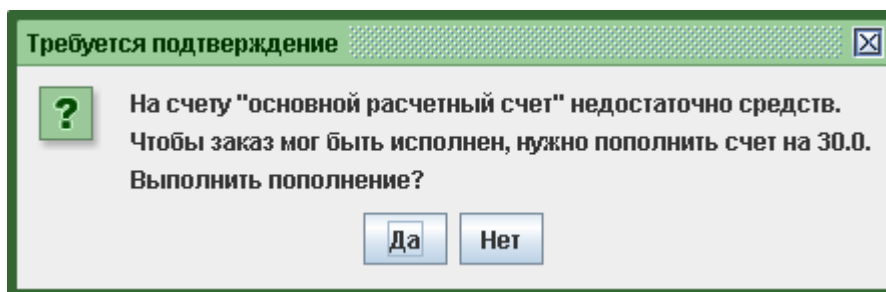 Требуется подтверждение
?
На счету "основной расчетный счет" недостаточно средств.
Чтобы заказ мог быть исполнен, нужно пополнить счет на 30.0.
Выполнить пополнение?
Да Нет